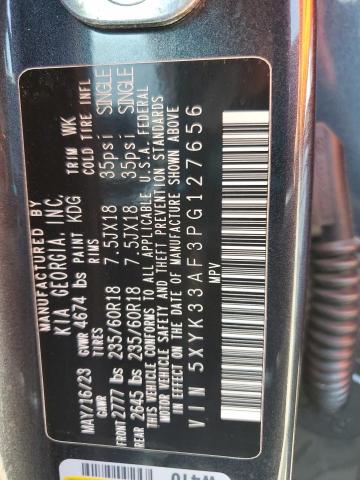 MANUFACTURED BY
KIA GEORGIA, INC.
MAY/16/23 GVWR 4674 lbs PAINT KDG TRIM WK
GAWR TIRES RIMS COLD TIRE INFL
FRONT 2777 lbs 235/60R18 7.5JX18 35psi SINGLE
REAR 2645 lbs 235/60R18 7.5JX18 35psi SINGLE
THIS VEHICLE CONFORMS TO ALL APPLICABLE U.S.A. FEDERAL
MOTOR VEHICLE SAFETY AND
IN EFFECT ON THE DATE OF MANUFACTURE SHOWN ABOVE
VIN 5XYK33AF3PG127656
MPV